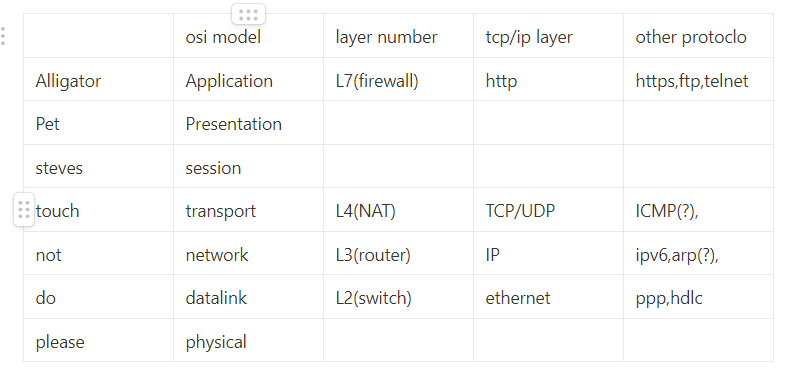 osi model layer number tcp/ip layer other protoclo
Alligator Application L7(firewall) http https,ftp,telnet
Pet Presentation
steves session
touch transport L4(NAT) TCP/UDP ICMP(?),
not network L3(router) IP ipv6,arp(?),
do datalink L2(switch) ethernet ppp,hdlc
please physical